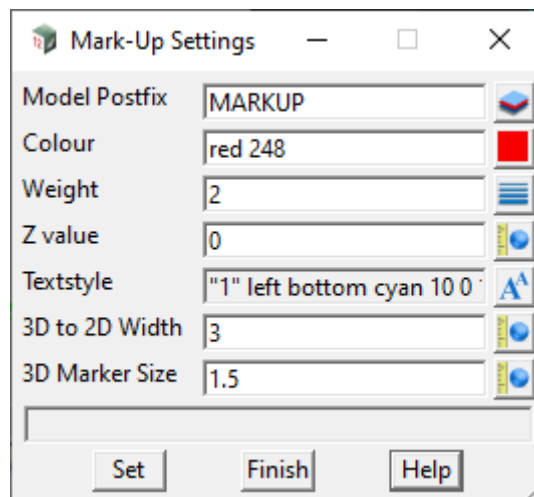 12 Mark-Up Settings
Model Postfix MARKUP
Colour red 248
Weight 2
Z value 0
Textstyle "1" left bottom cyan 10 0
3D to 2D Width 3
3D Marker Size 1.5
Set Finish Help